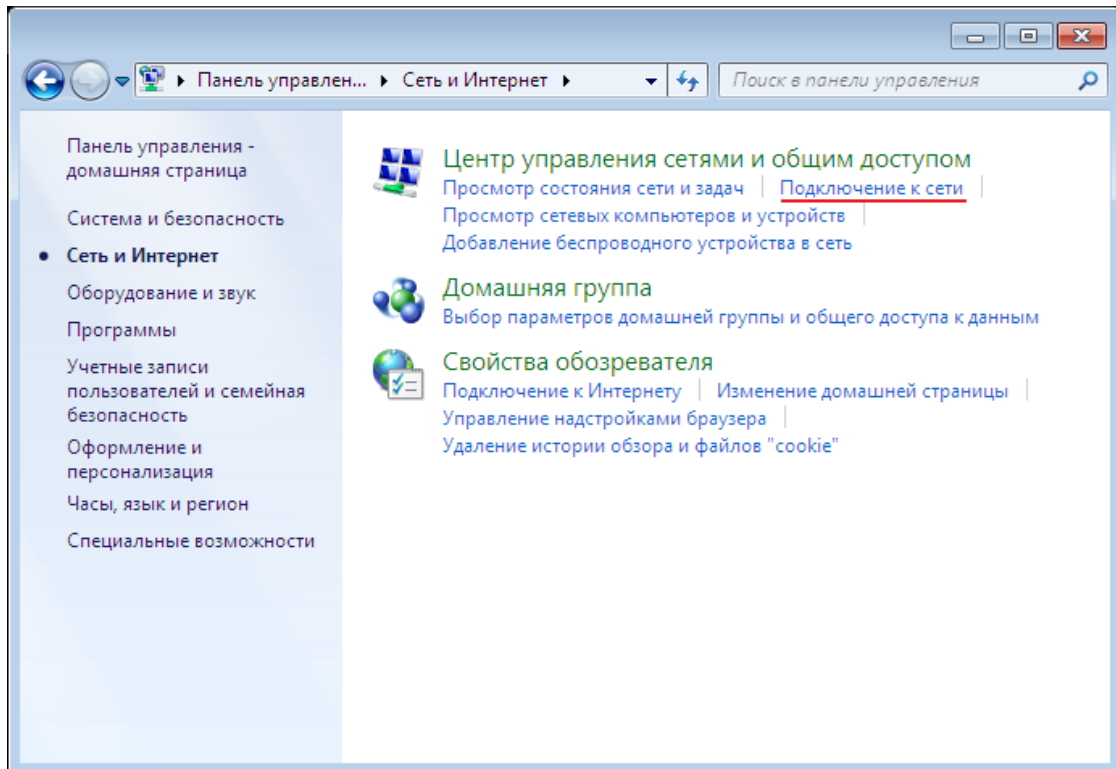 Панель управлен... Сеть и Интернет
Поиск в панели управления
Панель управления -
домашняя страница
Система и безопасность
Сеть и Интернет
Оборудование и звук
Программы
Учетные записи
пользователей и семейная
безопасность
Оформление и
персонализация
Часы, язык и регион
Специальные возможности
Центр управления сетями и общим доступом
Просмотр состояния сети и задач Подключение к сети
Просмотр сетевых компьютеров и устройств
Добавление беспроводного устройства в сеть
Домашняя группа
Выбор параметров домашней группы и общего доступа к данным
Свойства обозревателя
Подключение к Интернету Изменение домашней страницы
Управление надстройками браузера
Удаление истории обзора и файлов "cookie"